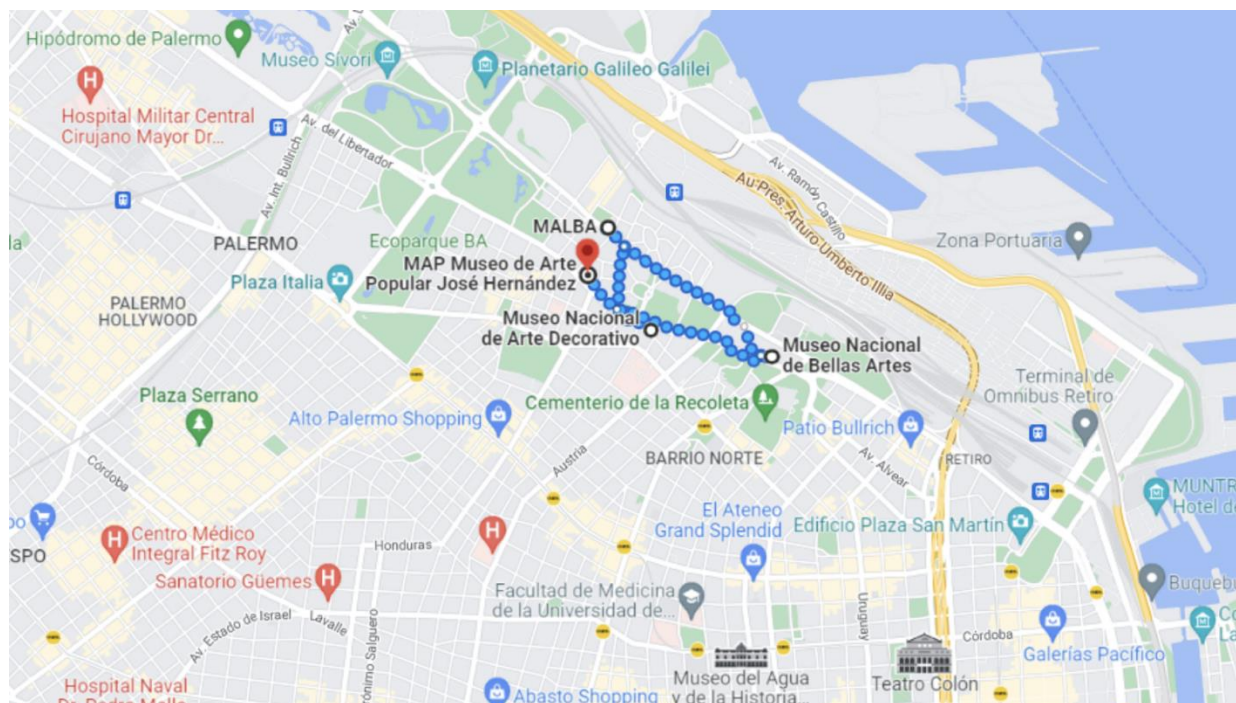 Hipódromo de Palermo
Museo Sívori
Planetario Galileo Galilei
Hospital Militar Central
Cirujano Mayor Dr...
Av. del Libertador
Av. Int. Bullrich
Av. Ramón Castillo
Au Pres. Arturo Umberto Illia
MALBA
Zona Portuaria
PALERMO
Ecoparque BA
MAP Museo de Arte
Popular José Hernández
Plaza Italia
PALERMO
HOLLYWOOD
Museo Nacional
de Arte Decorativo
Museo Nacional
de Bellas Artes
Terminal de
Omnibus Retiro
Plaza Serrano
Alto Palermo Shopping
Cementerio de la Recoleta
Patio Bullrich
BARRIO NORTE
Av. Alvear
RETIRO
Austria
Córdoba
MUNTR
Hotel de
El Ateneo
Grand Splendid
Edificio Plaza San Martín
Centro Médico
Integral Fitz Roy
Honduras
Sanatorio Güemes
Facultad de Medicina
de la Universidad de...
Buquebu
Av. Estado de Israel
Lavalle
Uruguay
Córdoba
Galerías Pacífico
Museo del Agua
y de la Historia...
Teatro Colón
Hospital Naval
Abasto Shopping